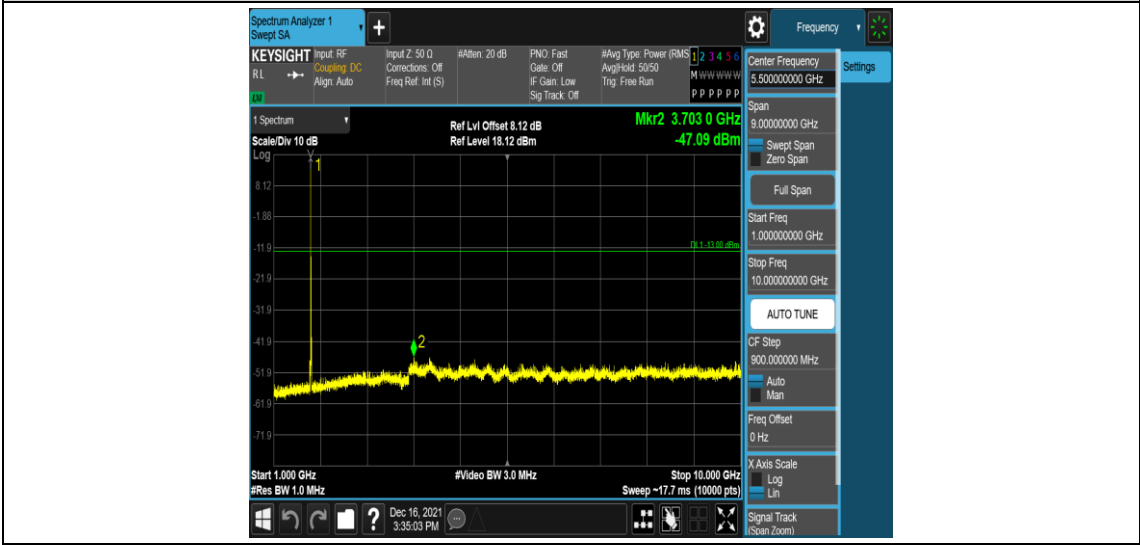 Spectrum Analyzer 1
Swept SA
+
Frequency
KEYSIGHT
RL
LM
Input: RF
Coupling: DC
Align: Auto
Input Z: 50 Ω
Corrections: Off
Freq Ref: Int (S)
#Atten: 20 dB
PNO: Fast
Gate: Off
IF Gain: Low
Sig Track: Off
#Avg Type: Power (RMS
Avg|Hold: 50/50
Trig: Free Run
1 2 3 4 5 6
M W W W W W
P P P P P P
1 Spectrum
Scale/Div 10 dB
Ref Lvl Offset 8.12 dB
Ref Level 18.12 dBm
Mkr2 3.703 0 GHz
-47.09 dBm
Log
1
8.12
-1.88
-11.9
DL1 -13.00 dBm
-21.9
-31.9
-41.9
2
-51.9
-61.9
-71.9
Start 1.000 GHz
#Res BW 1.0 MHz
#Video BW 3.0 MHz
Stop 10.000 GHz
Sweep ~17.7 ms (10000 pts)
?
Dec 16, 2021
3:35:03 PM
Center Frequency
5.500000000 GHz
Settings
Span
9.00000000 GHz
Swept Span
Zero Span
Full Span
Start Freq
1.000000000 GHz
Stop Freq
10.000000000 GHz
AUTO TUNE
CF Step
900.000000 MHz
Auto
Man
Freq Offset
0 Hz
X Axis Scale
Log
Lin
Signal Track
(Span Zoom)